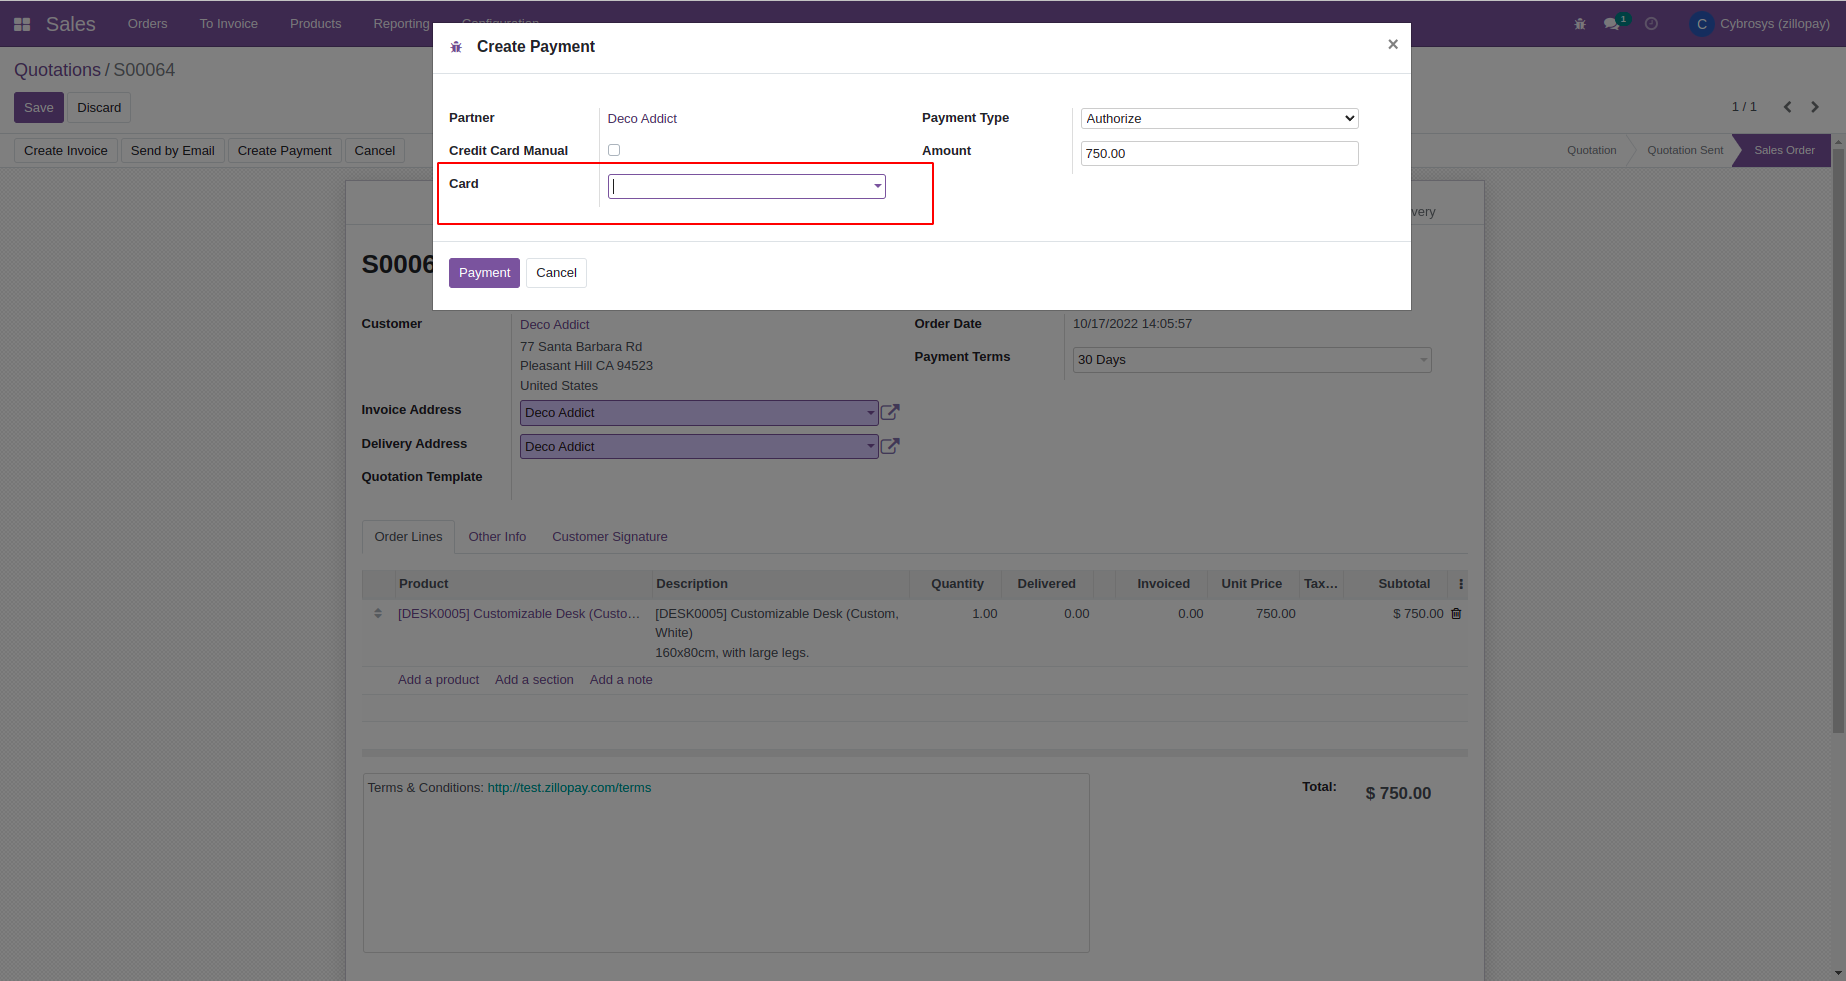 Sales Orders To Invoice Products Reporting Configuration 1 C Cybrosys (zillopay)
Quotations / S00064
Save Discard 1 / 1
Create Invoice Send by Email Create Payment Cancel Quotation Quotation Sent Sales Order
Create Payment ×
Partner Deco Addict Payment Type Authorize
Credit Card Manual Amount 750.00
Card
Payment Cancel
very
S0006
Customer Deco Addict Order Date 10/17/2022 14:05:57
77 Santa Barbara Rd
Pleasant Hill CA 94523
United States
Payment Terms 30 Days
Invoice Address Deco Addict
Delivery Address Deco Addict
Quotation Template
Order Lines Other Info Customer Signature
Product Description Quantity Delivered Invoiced Unit Price Tax... Subtotal
[DESK0005] Customizable Desk (Custo... [DESK0005] Customizable Desk (Custom, 1.00 0.00 0.00 750.00 $ 750.00
White)
160x80cm, with large legs.
Add a product Add a section Add a note
Terms & Conditions: http://test.zillopay.com/terms Total: $ 750.00